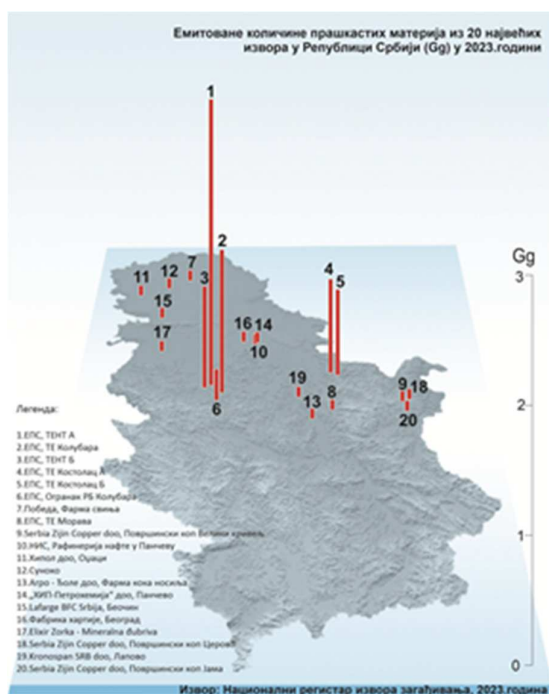 Емитоване количине прашкастих материја из 20 највећих
извора у Републици Србији (Gg) у 2023.години
1
2
Gg
3
7
12
11
3
4
5
15
16
14
17
10
19
9
18
8
13
2
6
20
Легенда:
1.ЕПС, ТЕНТ А
2.ЕПС, ТЕ Колубара
3.ЕПС, ТЕНТ Б
4.ЕПС, ТЕ Костолац А
5.ЕПС, ТЕ Костолац Б
6.ЕПС, Огранак РБ Колубара
7.Победа, Фарма свиња
8.ЕПС, ТЕ Морава
9.Serbia Zijin Copper doo, Површински коп Велики кривељ
10.НИС, Рафинерија нафте у Панчеву
11.Хипол доо, Оџаци
12.Суноко
13.Агро - Ђоле доо, Фарма кока носиља
14.„ХИП-Петрохемија" доо, Панчево
15.Lafarge BFC Srbija, Беочин
16.Фабрика хартије, Београд
17.Elixir Zorka - Mineralna đubriva
18.Serbia Zijin Copper doo, Површински коп Церово
19.Kronospan SRB doo, Лапово
20.Serbia Zijin Copper doo, Површински коп Јама
1
0
Извор: Национални регистар извора загађивања, 2023.години